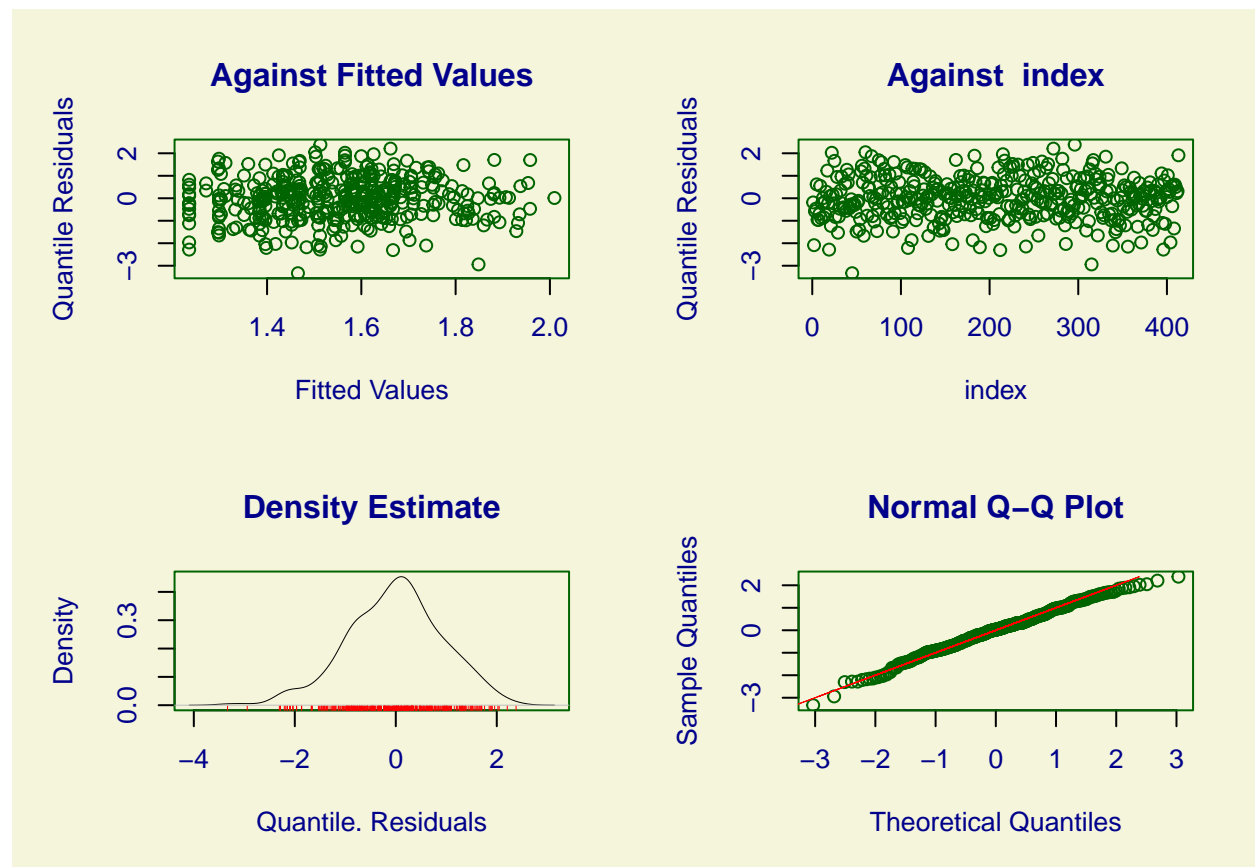 Against Fitted Values
Quantile Residuals
2
0
−3
1.4 1.6 1.8 2.0
Fitted Values
Against  index
Quantile Residuals
2
0
−3
0 100 200 300 400
index
Density Estimate
Density
0.3
0.0
−4 −2 0 2
Quantile. Residuals
Normal Q−Q Plot
Sample Quantiles
2
0
−3
−3 −2 −1 0 1 2 3
Theoretical Quantiles